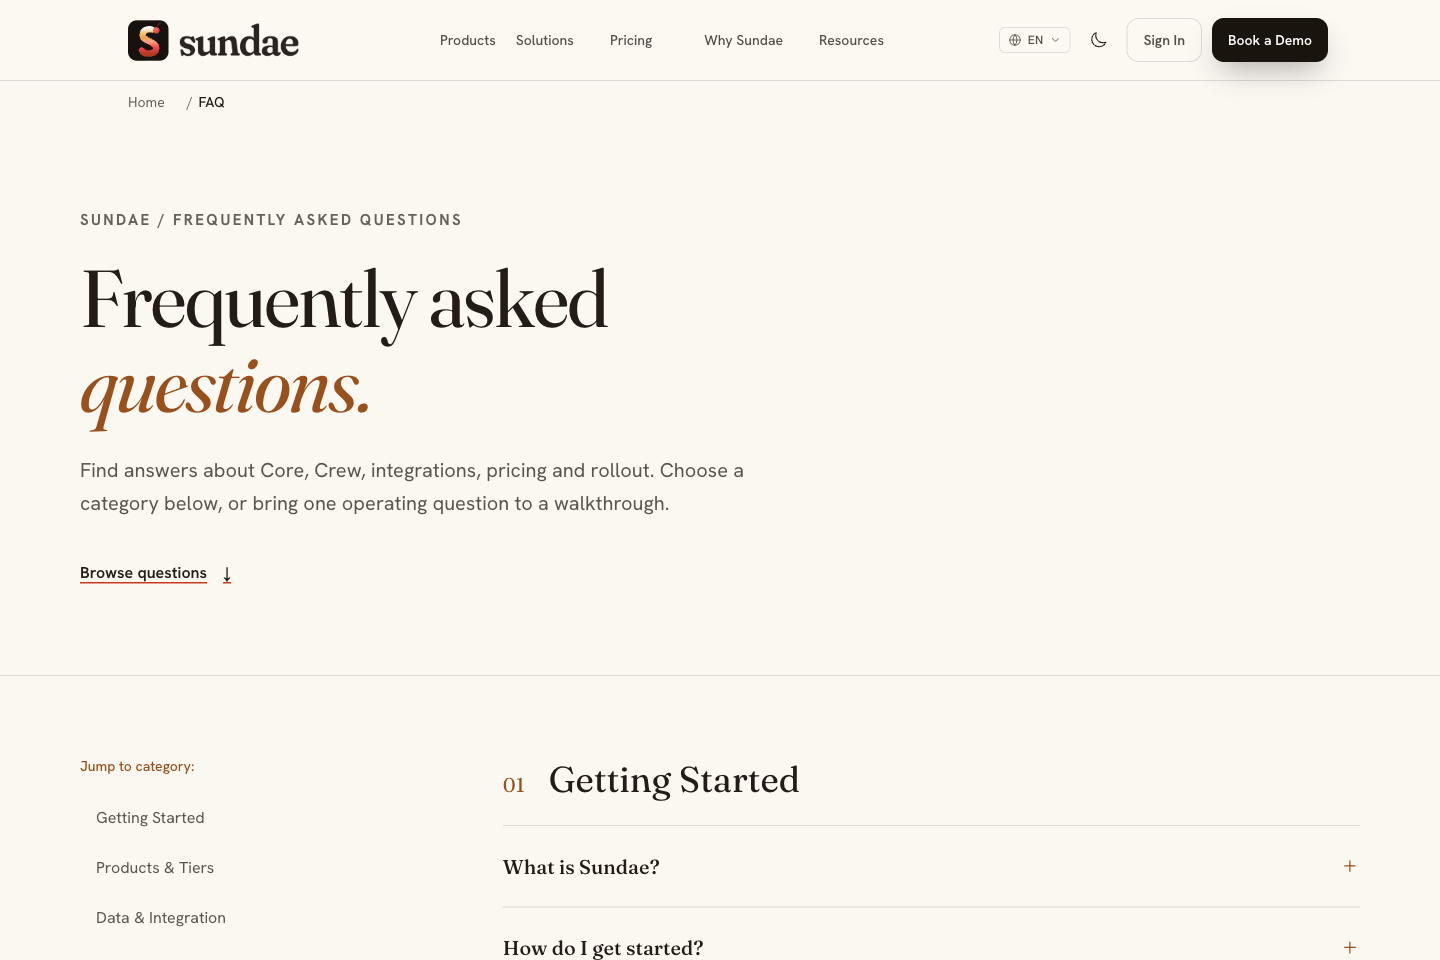 sundae
Products
Solutions
Pricing
Why Sundae
Resources
EN
Sign In
Book a Demo
Home / FAQ
SUNDAE / FREQUENTLY ASKED QUESTIONS
Frequently asked
questions.
Find answers about Core, Crew, integrations, pricing and rollout. Choose a
category below, or bring one operating question to a walkthrough.
Browse questions ↓
Jump to category:
Getting Started
Products & Tiers
Data & Integration
01 Getting Started
What is Sundae? +
How do I get started? +